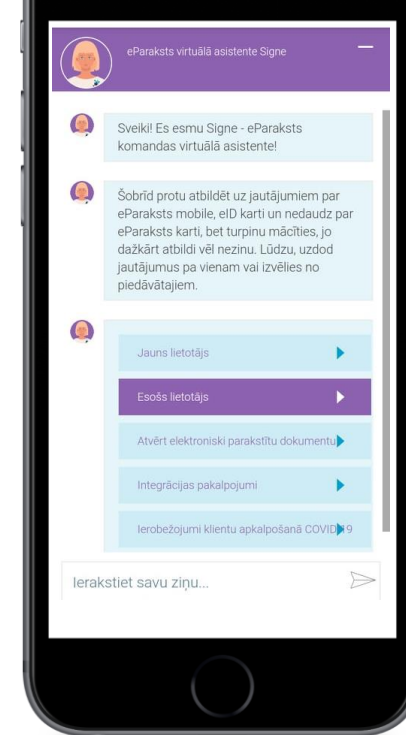 eParaksts virtuālā asistente Signe
Sveiki! Es esmu Signe - eParaksts
komandas virtuālā asistente!
Šobrīd protu atbildēt uz jautājumiem par
eParaksts mobile, eID karti un nedaudz par
eParaksts karti, bet turpinu mācīties, jo
dažkārt atbildi vēl nezinu. Lūdzu, uzdod
jautājumus pa vienam vai izvēlies no
piedāvātajiem.
Jauns lietotājs
Esošs lietotājs
Atvērt elektroniski parakstītu dokumentu
Integrācijas pakalpojumi
Ierobežojumi klientu apkalpošanā COVID-19
Ierakstiet savu ziņu...